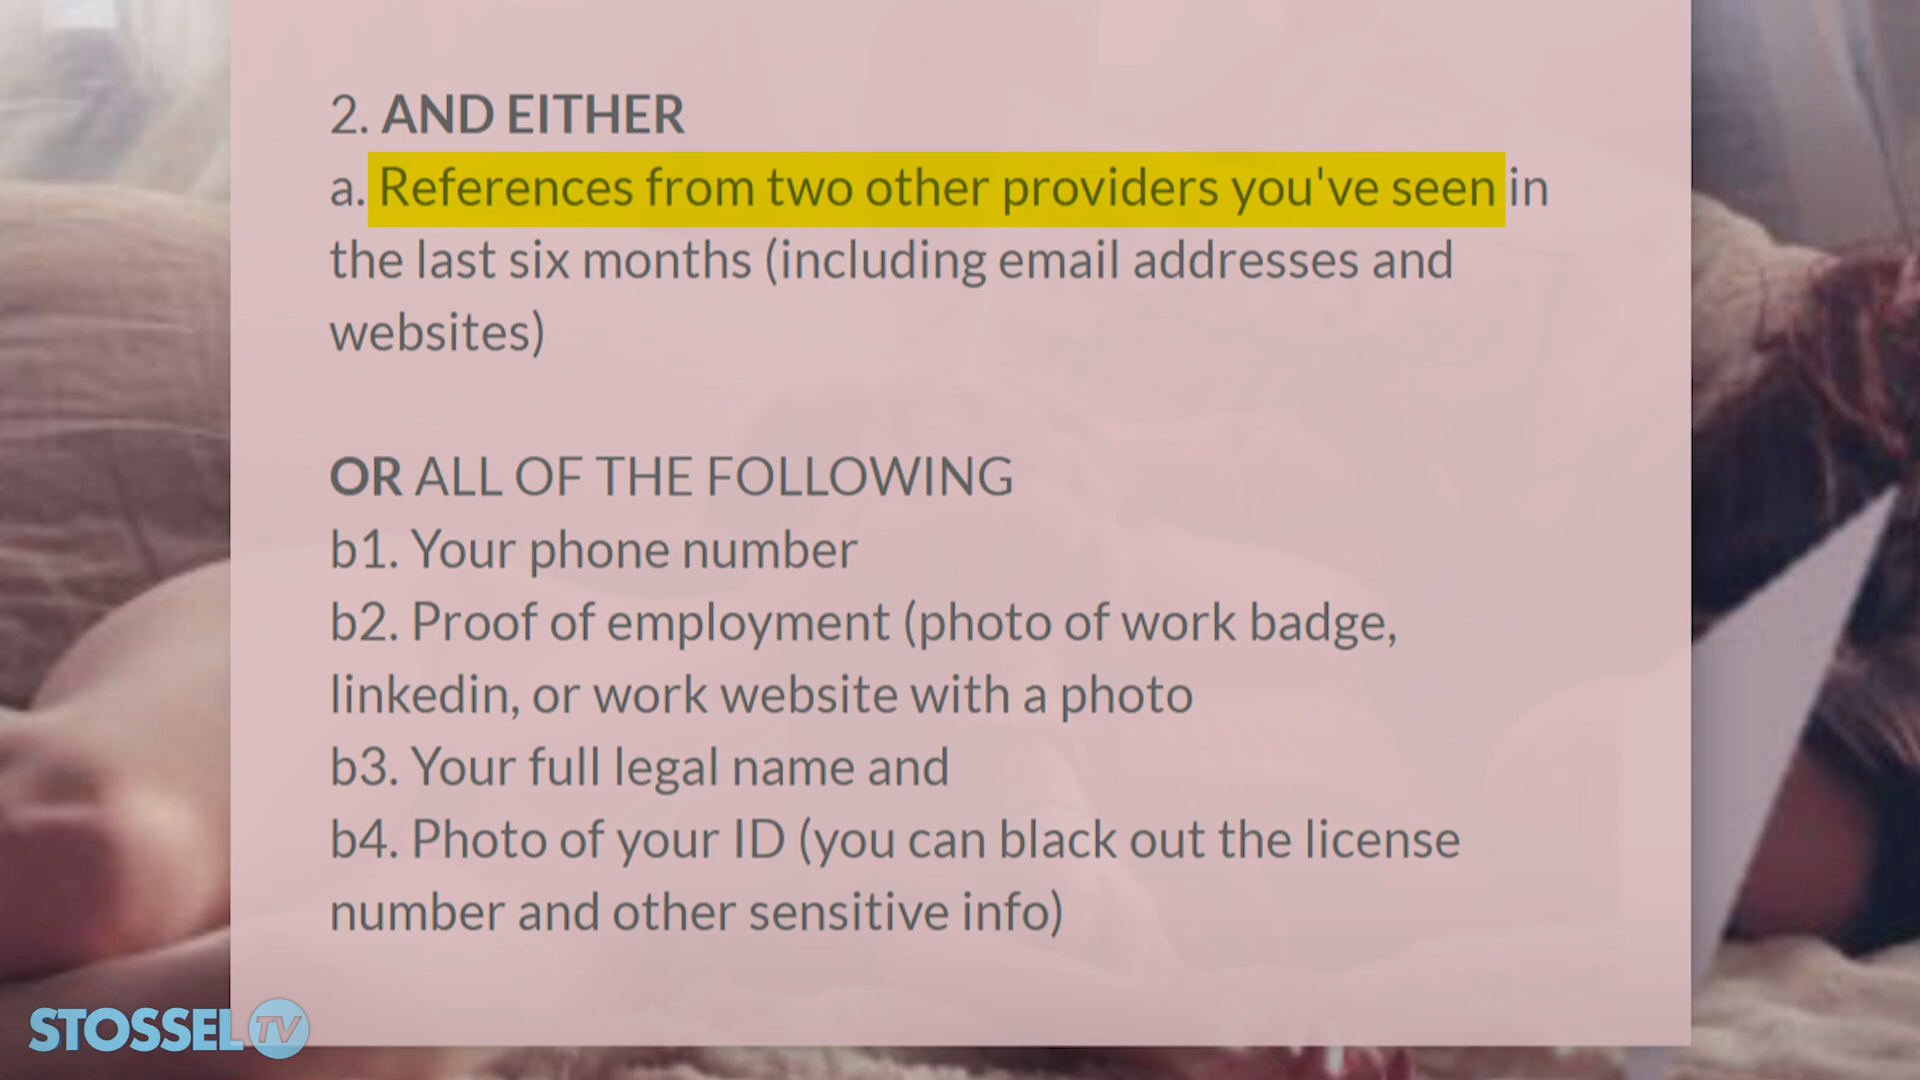 2. AND EITHER
a. References from two other providers you've seen in
the last six months (including email addresses and
websites)
OR ALL OF THE FOLLOWING
b1. Your phone number
b2. Proof of employment (photo of work badge,
linkedin, or work website with a photo
b3. Your full legal name and
b4. Photo of your ID (you can black out the license
number and other sensitive info)
STOSSEL TV